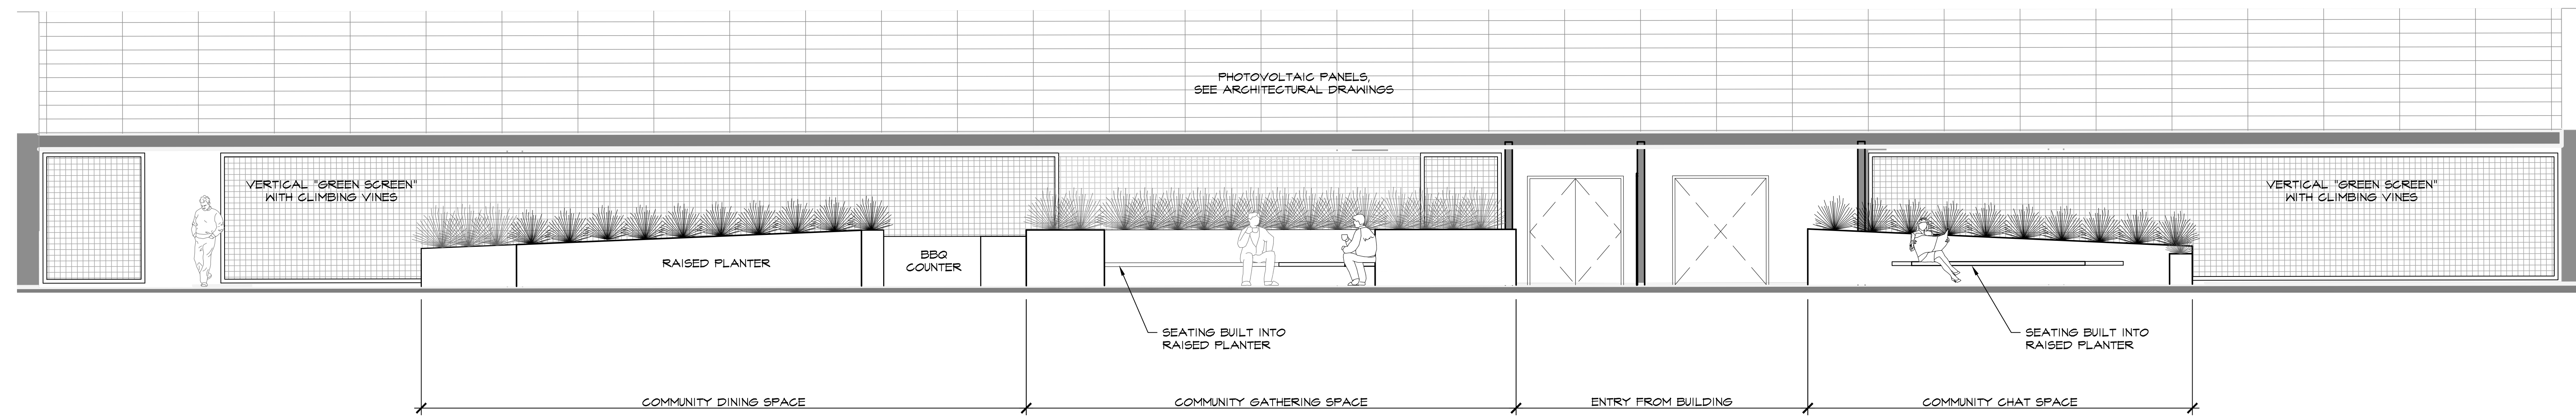 PHOTOVOLTAIC PANELS,
SEE ARCHITECTURAL DRAWINGS
VERTICAL "GREEN SCREEN"
WITH CLIMBING VINES
VERTICAL "GREEN SCREEN"
WITH CLIMBING VINES
RAISED PLANTER
BBQ
COUNTER
SEATING BUILT INTO
RAISED PLANTER
SEATING BUILT INTO
RAISED PLANTER
COMMUNITY DINING SPACE
COMMUNITY GATHERING SPACE
ENTRY FROM BUILDING
COMMUNITY CHAT SPACE